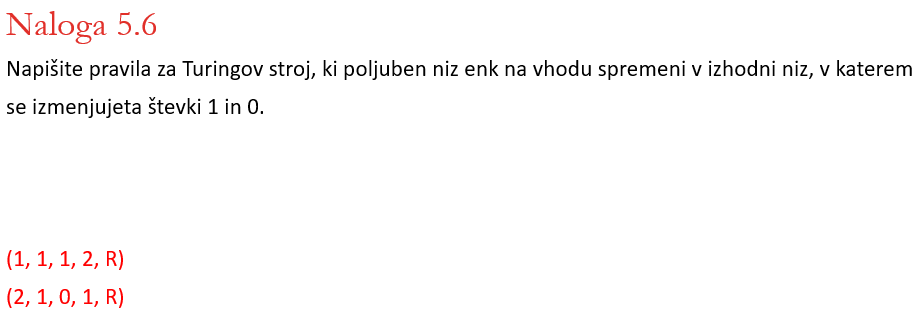 Naloga 5.6
Napišite pravila za Turingov stroj, ki poljuben niz enk na vhodu spremeni v izhodni niz, v katerem
se izmenjujeta števki 1 in 0.
(1, 1, 1, 2, R)
(2, 1, 0, 1, R)